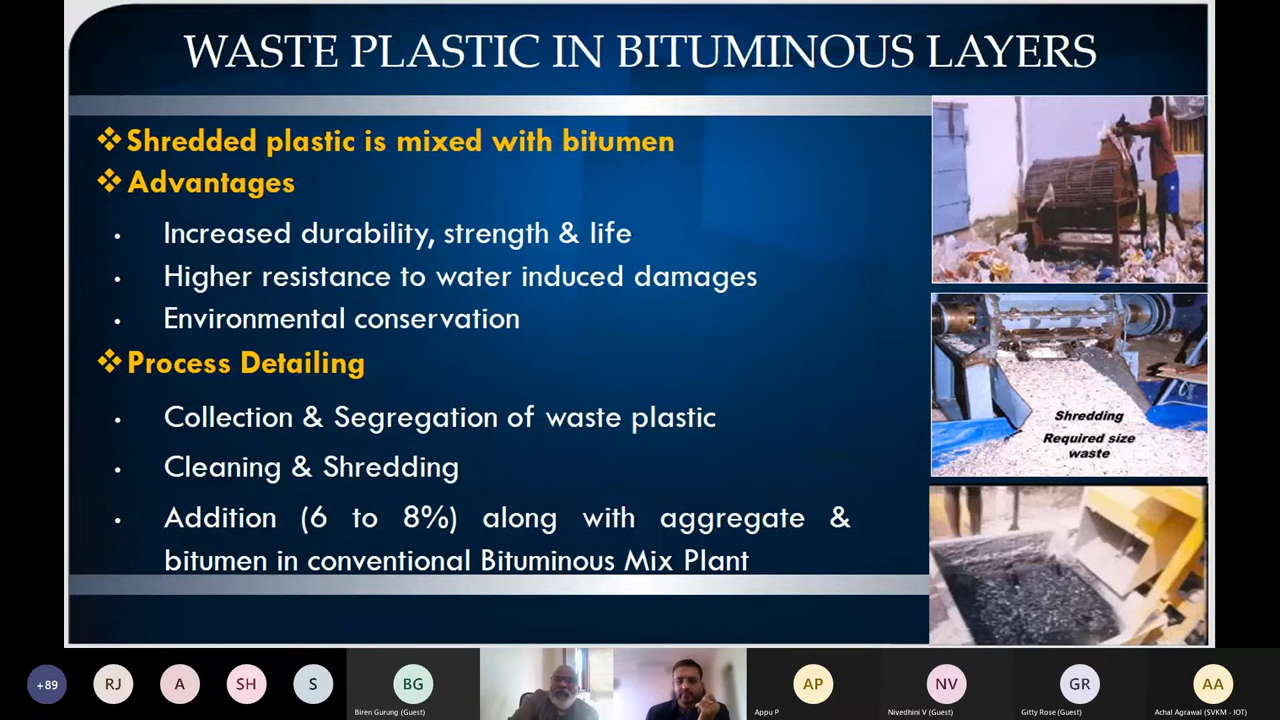 WASTE PLASTIC IN BITUMINOUS LAYERS
❖Shredded plastic is mixed with bitumen
❖Advantages
• Increased durability, strength & life
• Higher resistance to water induced damages
• Environmental conservation
❖Process Detailing
• Collection & Segregation of waste plastic
• Cleaning & Shredding
• Addition (6 to 8%) along with aggregate &
bitumen in conventional Bituminous Mix Plant
Shredding
Required size
waste
+89
RJ
A
SH
S
BG
Biren Gurung (Guest)
AP
Appu P
NV
Nivedhini V (Guest)
GR
Gitty Rose (Guest)
AA
Achal Agrawal (SVKM - IOT)